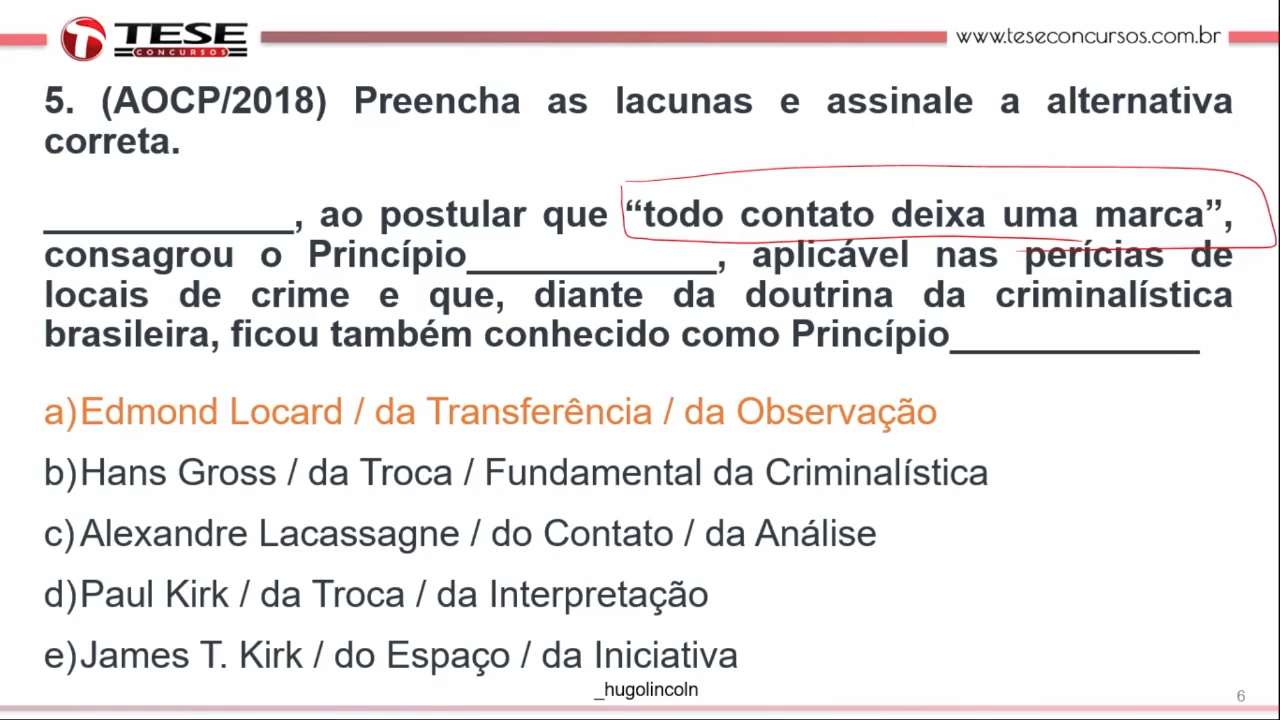 TESE
CONCURSOS
www.teseconcursos.com.br
5. (AOCP/2018) Preencha as lacunas e assinale a alternativa
correta.
____________, ao postular que “todo contato deixa uma marca”,
consagrou o Princípio____________, aplicável nas perícias de
locais de crime e que, diante da doutrina da criminalística
brasileira, ficou também conhecido como Princípio____________
a)Edmond Locard / da Transferência / da Observação
b)Hans Gross / da Troca / Fundamental da Criminalística
c)Alexandre Lacassagne / do Contato / da Análise
d)Paul Kirk / da Troca / da Interpretação
e)James T. Kirk / do Espaço / da Iniciativa
_hugolincoln
6